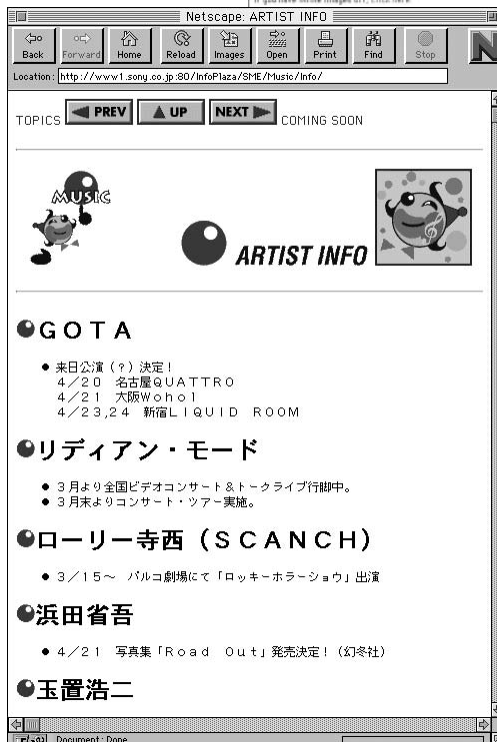 If you have inline images off, click here.
Netscape: ARTIST INFO
Back Forward Home Reload Images Open Print Find Stop
N
Location: http://www1.sony.co.jp:80/InfoPlaza/SME/Music/Info/
TOPICS PREV UP NEXT COMING SOON
MUSIC
ARTIST INFO
GOTA
来日公演（?）決定！
4／20 名古屋QUATTRO
4／21 大阪Wohol
4／23,24 新宿LIQUID ROOM
リディアン・モード
3月より全国ビデオコンサート＆トークライブ行脚中。
3月末よりコンサート・ツアー実施。
ローリー寺西（SCANCH）
3／15～ パルコ劇場にて「ロッキーホラーショウ」出演
浜田省吾
4／21 写真集「Road Out」発売決定！（幻冬社）
玉置浩二
Document: Done